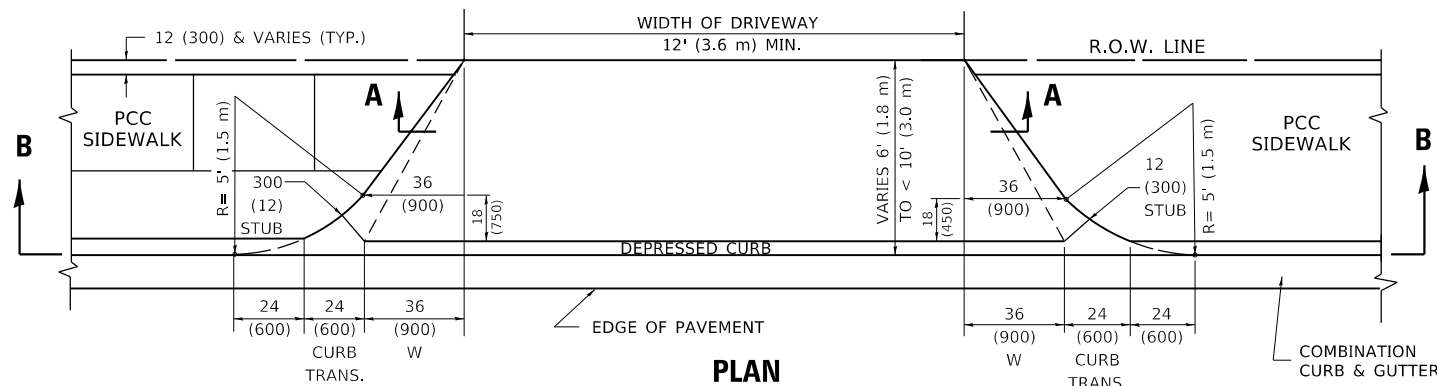 WIDTH OF DRIVEWAY
12' (3.6 m) MIN.
12 (300) & VARIES (TYP.)
R.O.W. LINE
A
A
PCC
SIDEWALK
PCC
SIDEWALK
B
B
R= 5' (1.5 m)
300
(12)
STUB
36
(900)
18
(750)
VARIES 6' (1.8 m)
TO < 10' (3.0 m)
36
(900)
18
(450)
12
(300)
STUB
R= 5' (1.5 m)
DEPRESSED CURB
24
(600)
24
(600)
CURB
TRANS.
36
(900)
W
EDGE OF PAVEMENT
36
(900)
W
24
(600)
CURB
TRANS.
24
(600)
COMBINATION
CURB & GUTTER
PLAN